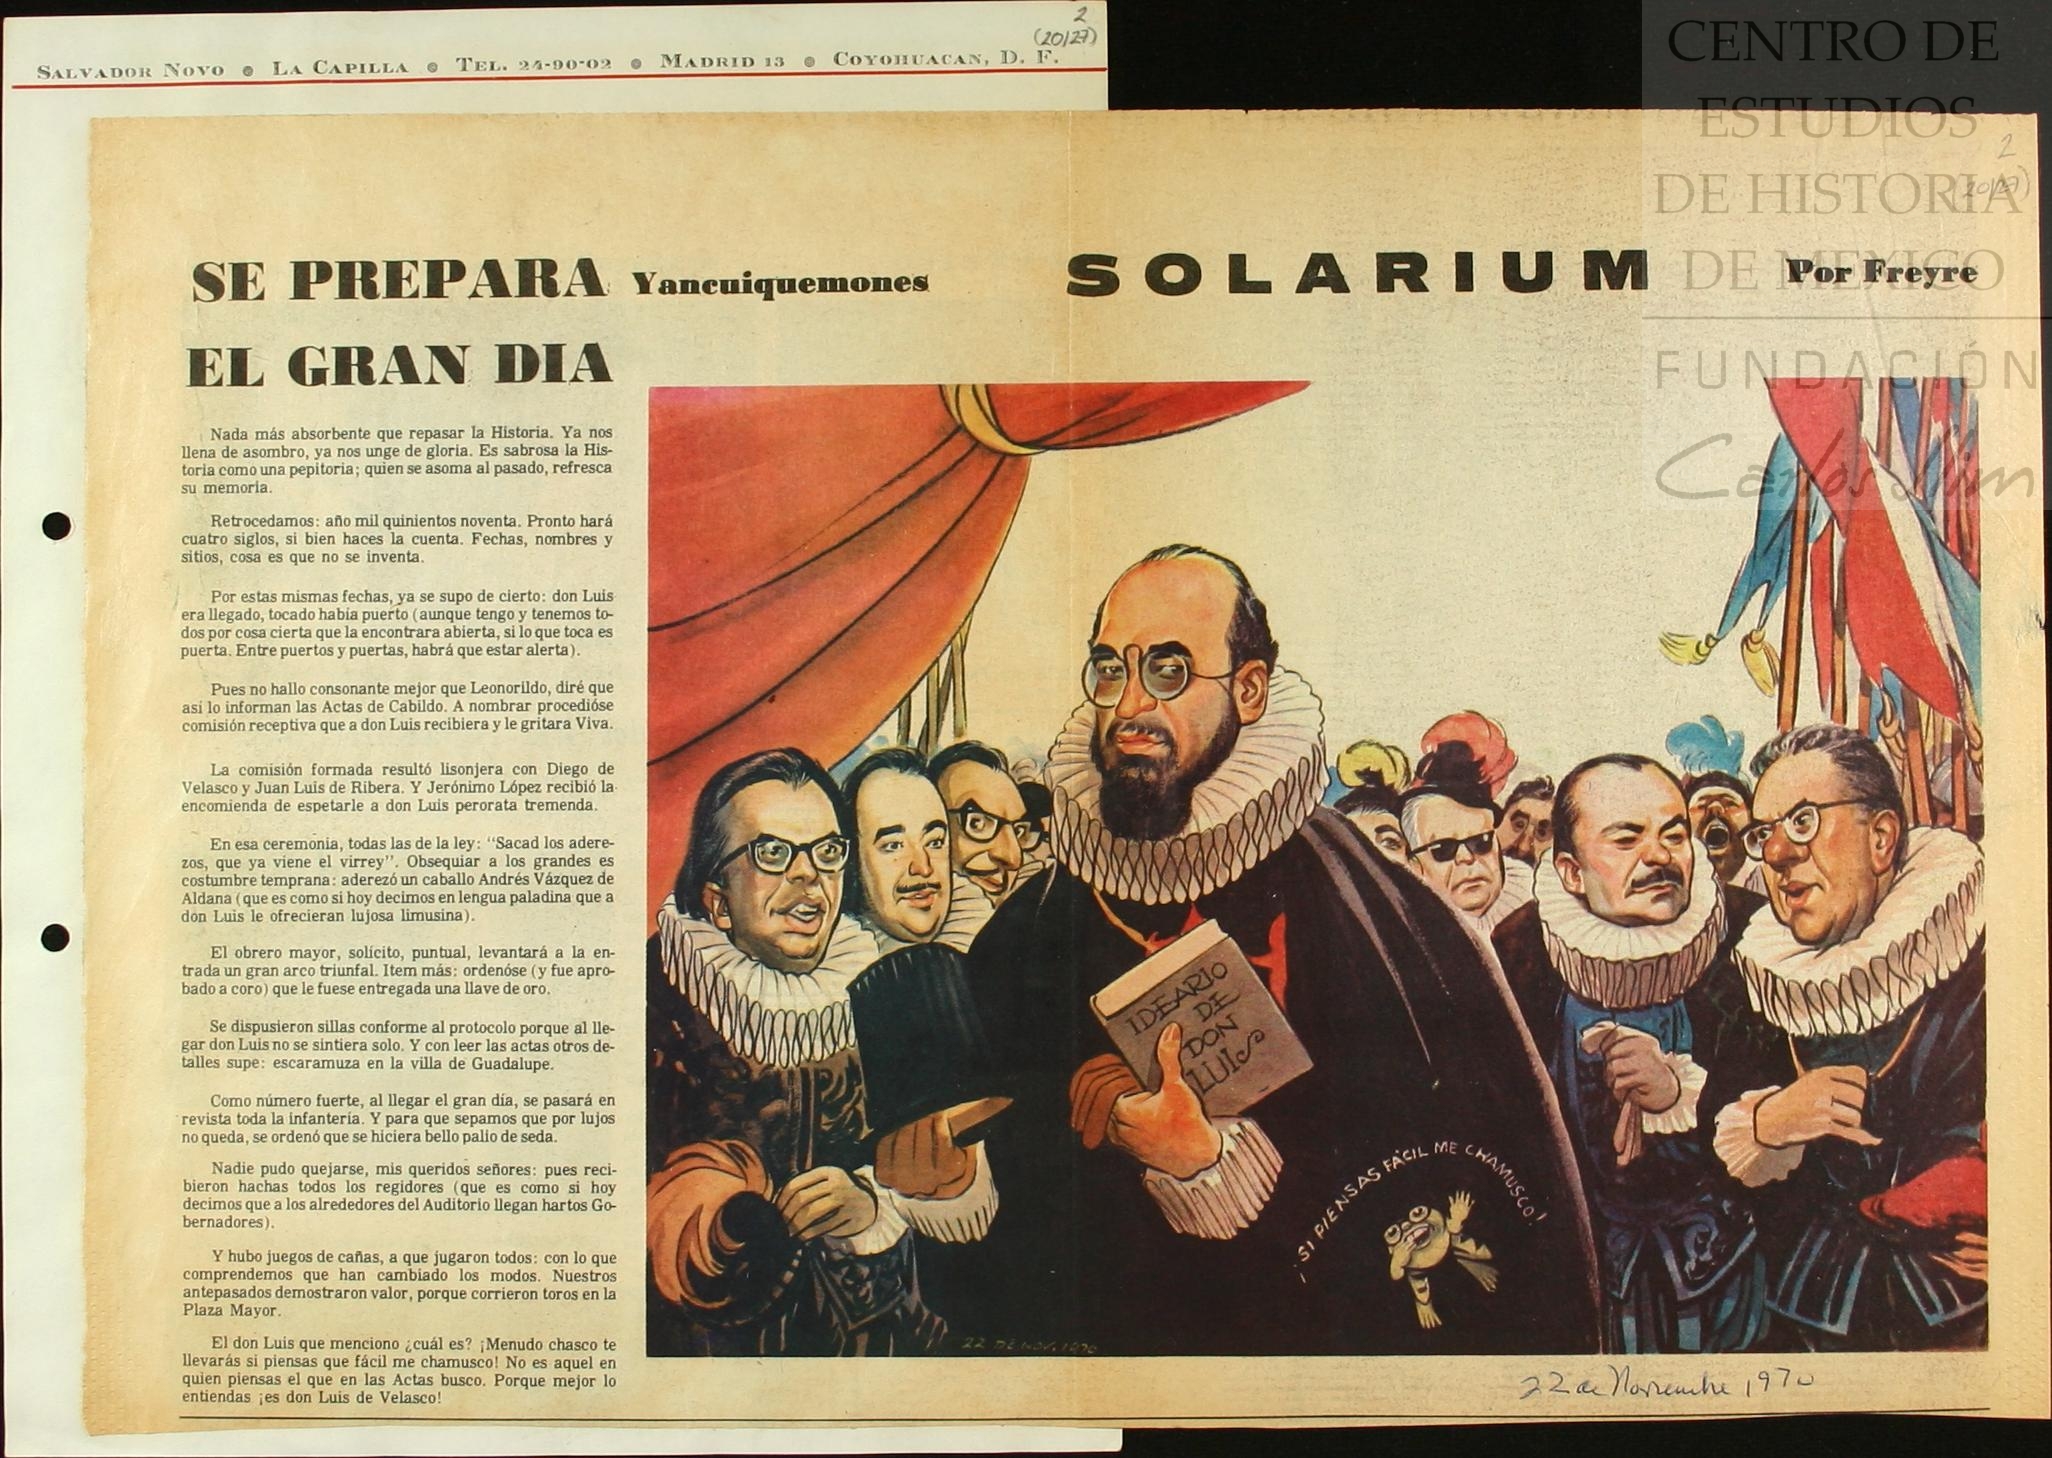 2
(20/27)
SALVADOR NOVO • LA CAPILLA • TEL. 24-90-02 • MADRID 13 • COYOHUACAN, D. F.
CENTRO DE
ESTUDIOS
DE HISTORIA
DE MÉXICO
FUNDACIÓN
Carlos Slim
2
(20/27)
SE PREPARA
EL GRAN DIA
Yancuiquemones
SOLARIUM
Por Freyre
Nada más absorbente que repasar la Historia. Ya nos
llena de asombro, ya nos unge de gloria. Es sabrosa la His-
toria como una pepitoria; quien se asoma al pasado, refresca
su memoria.
Retrocedamos: año mil quinientos noventa. Pronto hará
cuatro siglos, si bien haces la cuenta. Fechas, nombres y
sitios, cosa es que no se inventa.
Por estas mismas fechas, ya se supo de cierto: don Luis
era llegado, tocado había puerto (aunque tengo y tenemos to-
dos por cosa cierta que la encontrara abierta, si lo que toca es
puerta. Entre puertos y puertas, habrá que estar alerta).
Pues no hallo consonante mejor que Leonorildo, diré que
así lo informan las Actas de Cabildo. A nombrar procedióse
comisión receptiva que a don Luis recibiera y le gritara Viva.
La comisión formada resultó lisonjera con Diego de
Velasco y Juan Luis de Ribera. Y Jerónimo López recibió la
encomienda de espetarle a don Luis perorata tremenda.
En esa ceremonia, todas las de la ley: "Sacad los adere-
zos, que ya viene el virrey". Obsequiar a los grandes es
costumbre temprana: aderezó un caballo Andrés Vázquez de
Aldana (que es como si hoy decimos en lengua paladina que a
don Luis le ofrecieran lujosa limusina).
El obrero mayor, solícito, puntual, levantará a la en-
trada un gran arco triunfal. Item más: ordenóse (y fue apro-
bado a coro) que le fuese entregada una llave de oro.
Se dispusieron sillas conforme al protocolo porque al lle-
gar don Luis no se sintiera solo. Y con leer las actas otros de-
talles supe: escaramuza en la villa de Guadalupe.
Como número fuerte, al llegar el gran día, se pasará en
revista toda la infantería. Y para que sepamos que por lujos
no queda, se ordenó que se hiciera bello palio de seda.
Nadie pudo quejarse, mis queridos señores: pues reci-
bieron hachas todos los regidores (que es como si hoy
decimos que a los alrededores del Auditorio llegan hartos Go-
bernadores).
Y hubo juegos de cañas, a que jugaron todos: con lo que
comprendemos que han cambiado los modos. Nuestros
antepasados demostraron valor, porque corrieron toros en la
Plaza Mayor.
El don Luis que menciono ¿cuál es? ¡Menudo chasco te
llevarás si piensas que fácil me chamusco! No es aquel en
quien piensas el que en las Actas busco. Porque mejor lo
entiendas ¡es don Luis de Velasco!
IDEARIO
DE
DON
LUIS
¡SI PIENSAS FÁCIL ME CHAMUSCO!
22 DE NOV. 1970
22 de Noviembre 1970